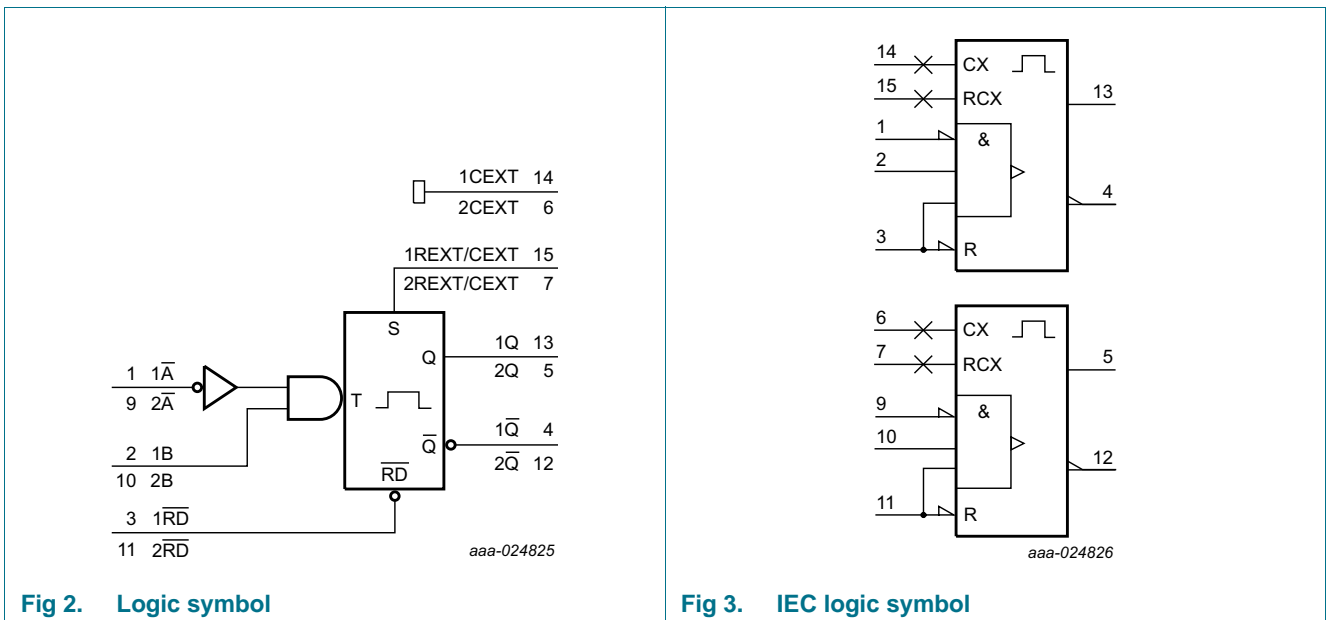 1CEXT 14
2CEXT 6
1REXT/CEXT 15
2REXT/CEXT 7
S
Q
1Q 13
2Q 5
1 1A̅
9 2A̅
T
Q̅
1Q̅ 4
2Q̅ 12
2 1B
10 2B
R̅D̅
3 1R̅D̅
11 2R̅D̅
aaa-024825
Fig 2. Logic symbol
14
CX
15
RCX
13
1
&
2
4
3
R
6
CX
7
RCX
5
9
&
10
12
11
R
aaa-024826
Fig 3. IEC logic symbol